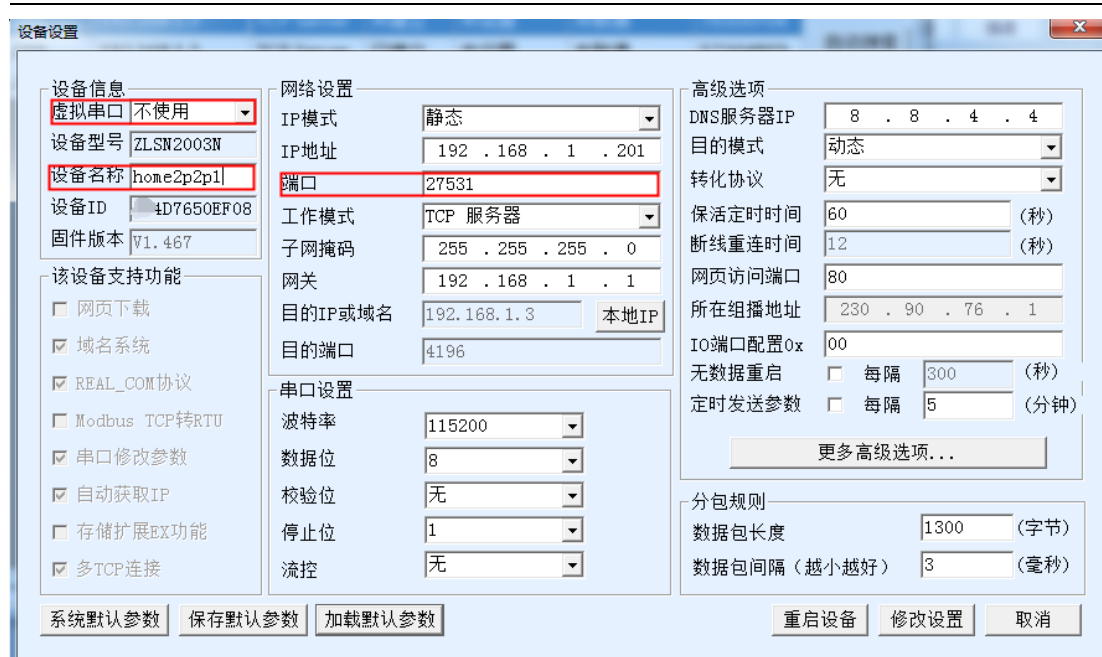 设备设置
设备信息
虚拟串口 不使用
设备型号 ZLSN2003N
设备名称 home2p2p1
设备ID 4D7650EF08
固件版本 V1.467
该设备支持功能
网页下载
域名系统
REAL_COM协议
Modbus TCP转RTU
串口修改参数
自动获取IP
存储扩展EX功能
多TCP连接
网络设置
IP模式 静态
IP地址 192 . 168 . 1 . 201
端口 27531
工作模式 TCP 服务器
子网掩码 255 . 255 . 255 . 0
网关 192 . 168 . 1 . 1
目的IP或域名 192.168.1.3 本地IP
目的端口 4196
串口设置
波特率 115200
数据位 8
校验位 无
停止位 1
流控 无
高级选项
DNS服务器IP 8 . 8 . 4 . 4
目的模式 动态
转化协议 无
保活定时时间 60 (秒)
断线重连时间 12 (秒)
网页访问端口 80
所在组播地址 230 . 90 . 76 . 1
IO端口配置0x 00
无数据重启 每隔 300 (秒)
定时发送参数 每隔 5 (分钟)
更多高级选项...
分包规则
数据包长度 1300 (字节)
数据包间隔(越小越好) 3 (毫秒)
系统默认参数 保存默认参数 加载默认参数 重启设备 修改设置 取消